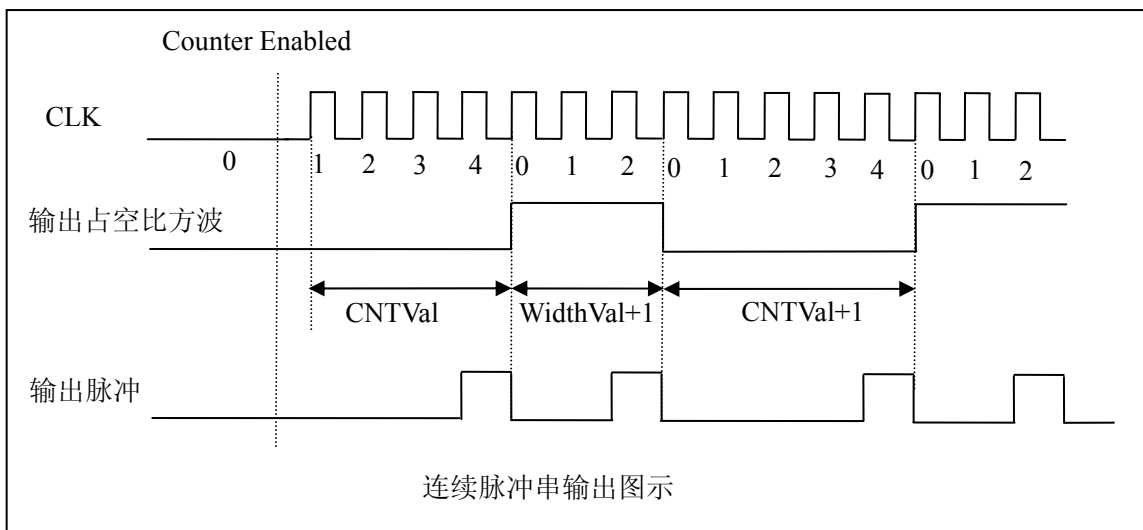 Counter Enabled
CLK
0 1 2 3 4 0 1 2 0 1 2 3 4 0 1 2
输出占空比方波
CNTVal WidthVal+1 CNTVal+1
输出脉冲
连续脉冲串输出图示